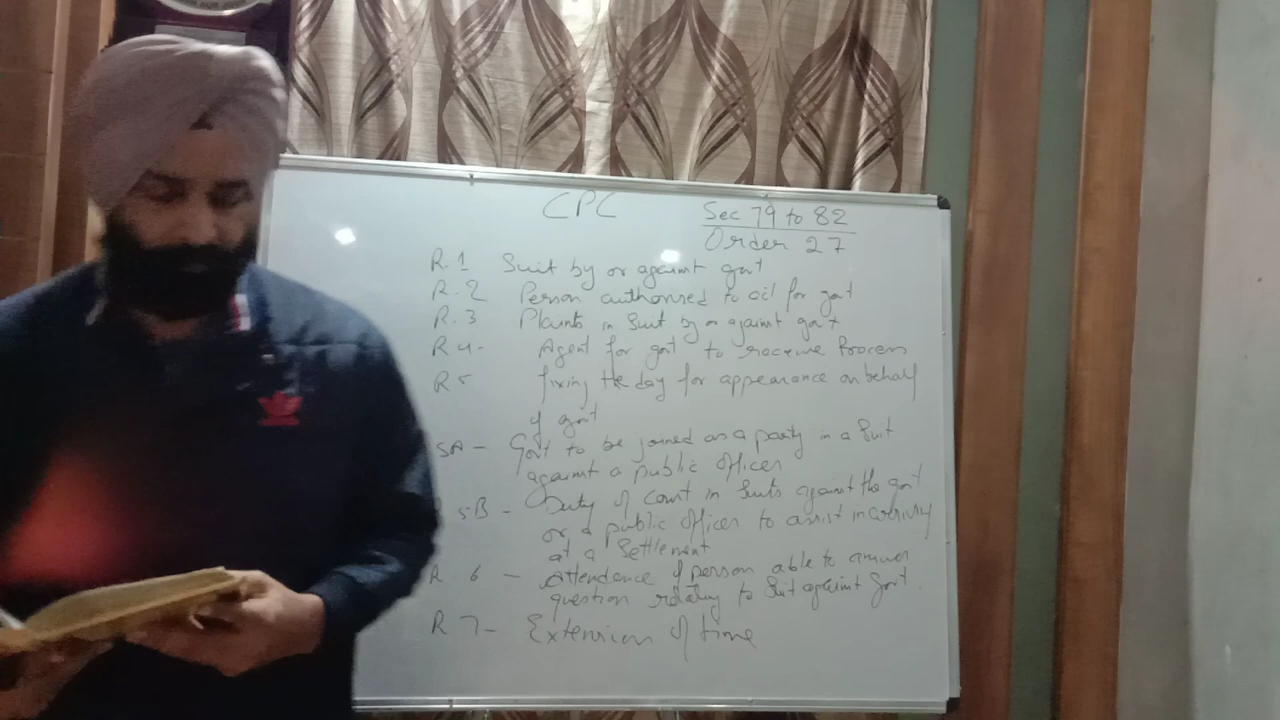 CPC
Sec 79 to 82
Order 27
R.1 Suit by or against govt
R.2 Person authorised to act for govt
R.3 Plaints in Suit by or against govt
R 4- Agent for govt to receive Process
R 5 fixing the day for appearance on behalf
of govt
5A - Govt to be joined as a party in a Suit
against a public officer
R 5B - Duty of Court in Suits against the govt
or a public officer to assist in arriving
at a Settlement
R 6 - attendence of person able to answer
question relating to Suit against Govt.
R 7- Extension of time